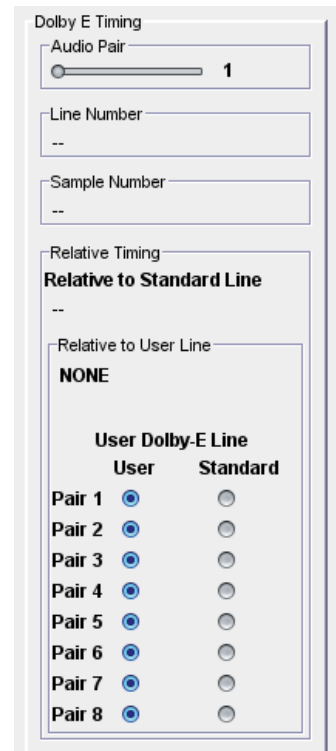 Dolby E Timing
Audio Pair
1
Line Number
--
Sample Number
--
Relative Timing
Relative to Standard Line
--
Relative to User Line
NONE
User Dolby-E Line
User Standard
Pair 1
Pair 2
Pair 3
Pair 4
Pair 5
Pair 6
Pair 7
Pair 8